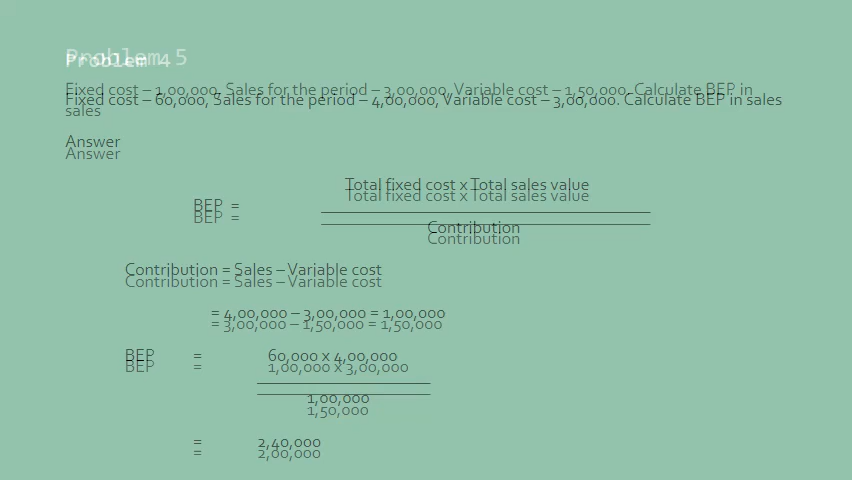 Problem 4
Fixed cost – 60,000, Sales for the period – 4,00,000, Variable cost – 3,00,000. Calculate BEP in sales
Answer
Total fixed cost x Total sales value
BEP =
Contribution
Contribution = Sales – Variable cost
= 4,00,000 – 3,00,000 = 1,00,000
BEP = 60,000 x 4,00,000
1,00,000
= 2,40,000
Problem 5
Fixed cost – 1,00,000, Sales for the period – 3,00,000, Variable cost – 1,50,000. Calculate BEP in
sales
Answer
Total fixed cost x Total sales value
BEP =
Contribution
Contribution = Sales – Variable cost
= 3,00,000 – 1,50,000 = 1,50,000
BEP = 1,00,000 x 3,00,000
1,50,000
= 2,00,000